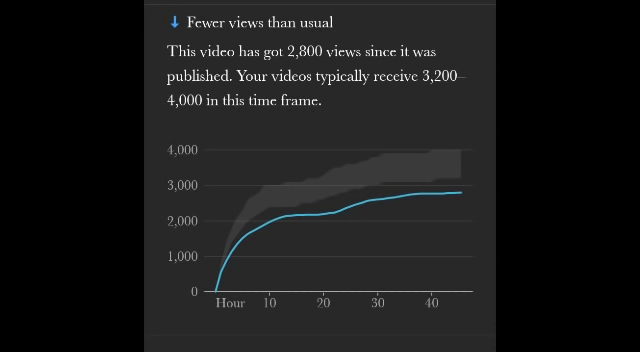 Fewer views than usual
This video has got 2,800 views since it was
published. Your videos typically receive 3,200–
4,000 in this time frame.
4,000
3,000
2,000
1,000
0
Hour 10 20 30 40